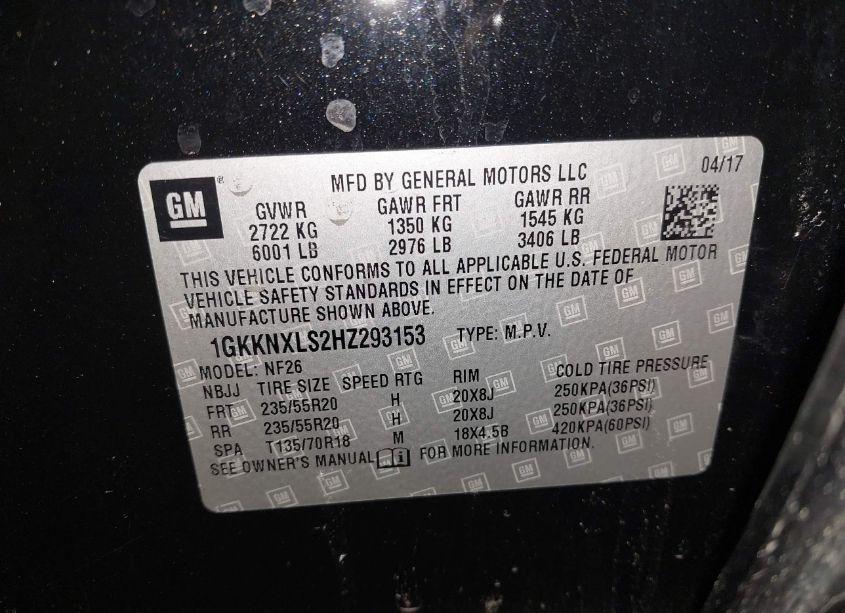 GM® MFD BY GENERAL MOTORS LLC 04/17
GVWR GAWR FRT GAWR RR
2722 KG 1350 KG 1545 KG
6001 LB 2976 LB 3406 LB
THIS VEHICLE CONFORMS TO ALL APPLICABLE U.S. FEDERAL MOTOR
VEHICLE SAFETY STANDARDS IN EFFECT ON THE DATE OF
MANUFACTURE SHOWN ABOVE.
1GKKNXLS2HZ293153 TYPE: M.P.V.
MODEL: NF26
NBJJ TIRE SIZE SPEED RTG RIM COLD TIRE PRESSURE
FRT 235/55R20 H 20X8J 250KPA(36PSI)
RR 235/55R20 H 20X8J 250KPA(36PSI)
SPA T135/70R18 M 18X4.5B 420KPA(60PSI)
SEE OWNER'S MANUAL i FOR MORE INFORMATION.